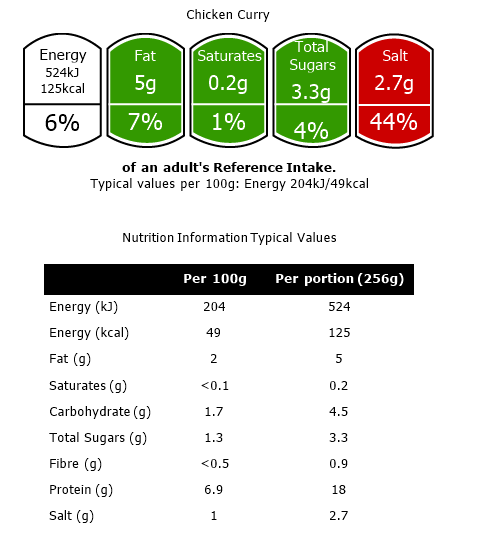 Chicken Curry
Energy
524kJ
125kcal
6%
Fat
5g
7%
Saturates
0.2g
1%
Total
Sugars
3.3g
4%
Salt
2.7g
44%
of an adult's Reference Intake.
Typical values per 100g: Energy 204kJ/49kcal
Nutrition Information Typical Values
Per 100g Per portion (256g)
Energy (kJ) 204 524
Energy (kcal) 49 125
Fat (g) 2 5
Saturates (g) <0.1 0.2
Carbohydrate (g) 1.7 4.5
Total Sugars (g) 1.3 3.3
Fibre (g) <0.5 0.9
Protein (g) 6.9 18
Salt (g) 1 2.7